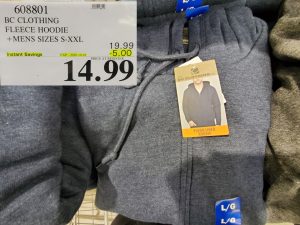 608801
BC CLOTHING
FLEECE HOODIE
+MENS SIZES S-XXL
19.99
Instant Savings
-5.00
14.99
L/G
L/G